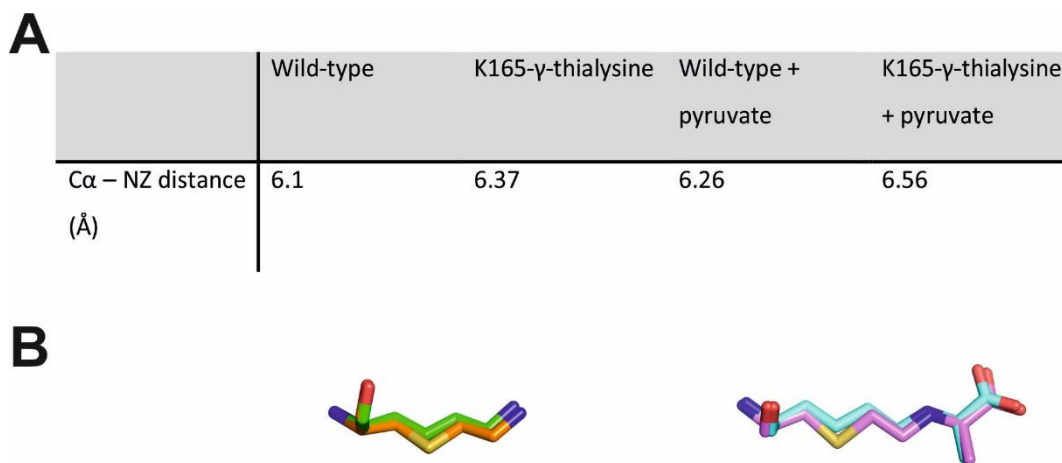 A
Wild-type K165-γ-thialysine Wild-type + K165-γ-thialysine
pyruvate + pyruvate
Cα – NZ distance 6.1 6.37 6.26 6.56
(Å)
B